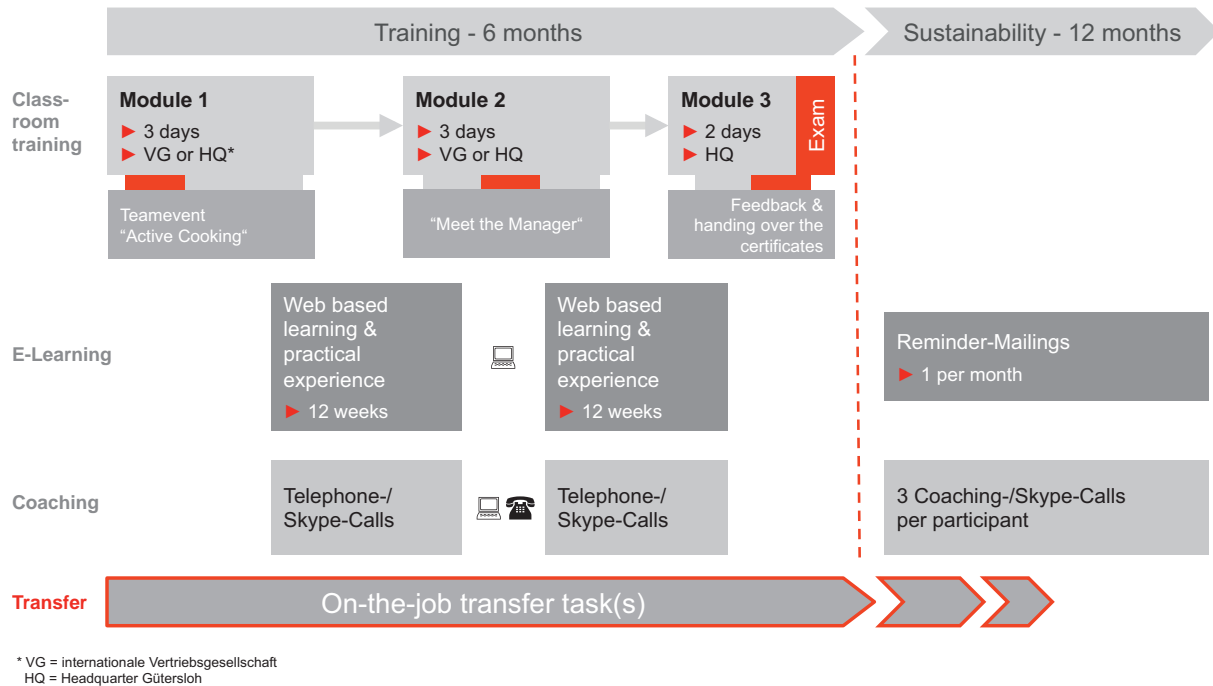 Training - 6 months
Sustainability - 12 months
Class-
room
training
Module 1
► 3 days
► VG or HQ*
Module 2
► 3 days
► VG or HQ
Module 3
► 2 days
► HQ
Exam
Teamevent
“Active Cooking“
“Meet the Manager“
Feedback &
handing over the
certificates
E-Learning
Web based
learning &
practical
experience
► 12 weeks
Web based
learning &
practical
experience
► 12 weeks
Reminder-Mailings
► 1 per month
Coaching
Telephone-/
Skype-Calls
Telephone-/
Skype-Calls
3 Coaching-/Skype-Calls
per participant
Transfer
On-the-job transfer task(s)
* VG = internationale Vertriebsgesellschaft
HQ = Headquarter Gütersloh